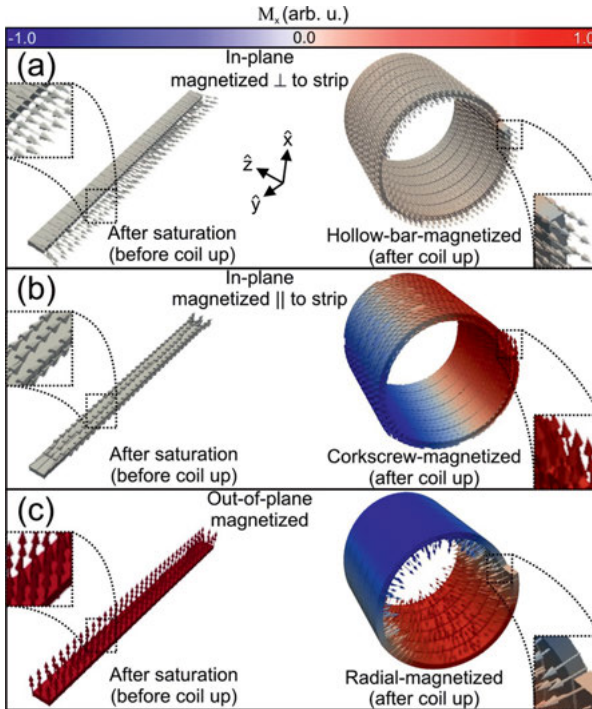 Mₓ(arb. u.)
-1.0 0.0 1.0
(a)
In-plane
magnetized ⊥ to strip
x̂
ẑ
ŷ
After saturation
(before coil up)
Hollow-bar-magnetized
(after coil up)
(b)
In-plane
magnetized || to strip
After saturation
(before coil up)
Corkscrew-magnetized
(after coil up)
(c)
Out-of-plane
magnetized
After saturation
(before coil up)
Radial-magnetized
(after coil up)